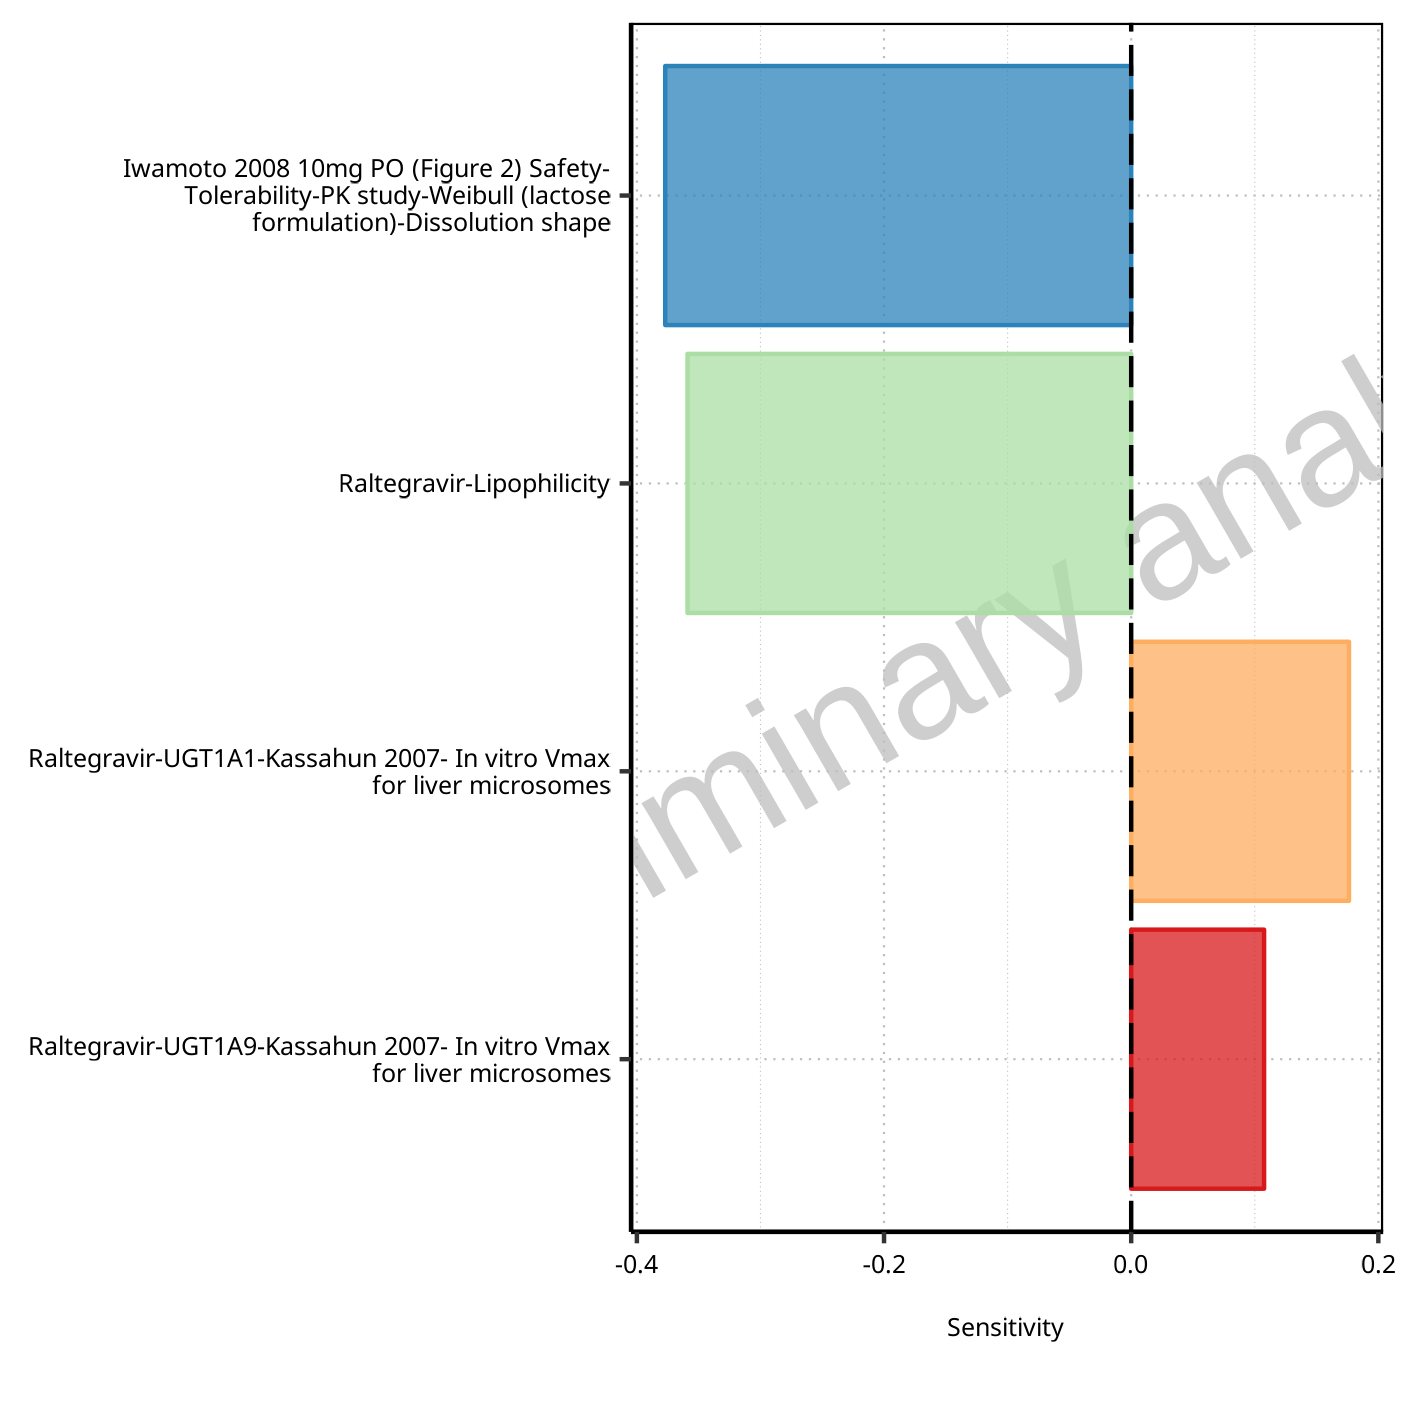 Iwamoto 2008 10mg PO (Figure 2) Safety-
Tolerability-PK study-Weibull (lactose
formulation)-Dissolution shape
Raltegravir-Lipophilicity
Raltegravir-UGT1A1-Kassahun 2007- In vitro Vmax
for liver microsomes
Raltegravir-UGT1A9-Kassahun 2007- In vitro Vmax
for liver microsomes
minary anal
-0.4 -0.2 0.0 0.2
Sensitivity